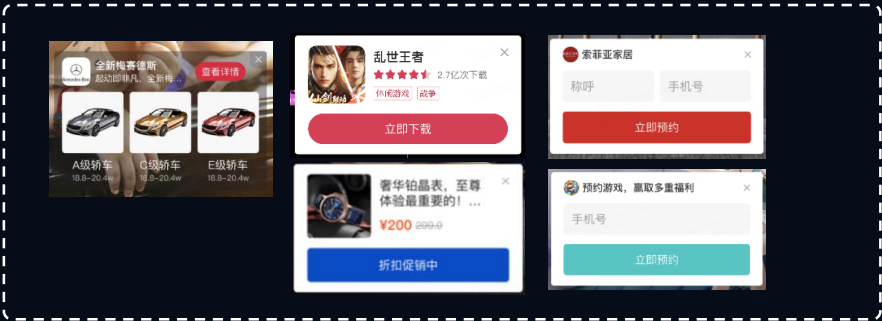 全新梅赛德斯
起动即非凡，全新梅...
查看详情
Mercedes-Benz
A级轿车
C级轿车
E级轿车
18.8~20.4w
18.8~20.4w
18.8~20.4w
乱世王者
2.7亿次下载
休闲游戏
战争
立即下载
奢华铂晶表，至尊
体验最重要的！...
¥200 299.9
折扣促销中
索菲亚家居
称呼
手机号
立即预约
预约游戏，赢取多重福利
手机号
立即预约